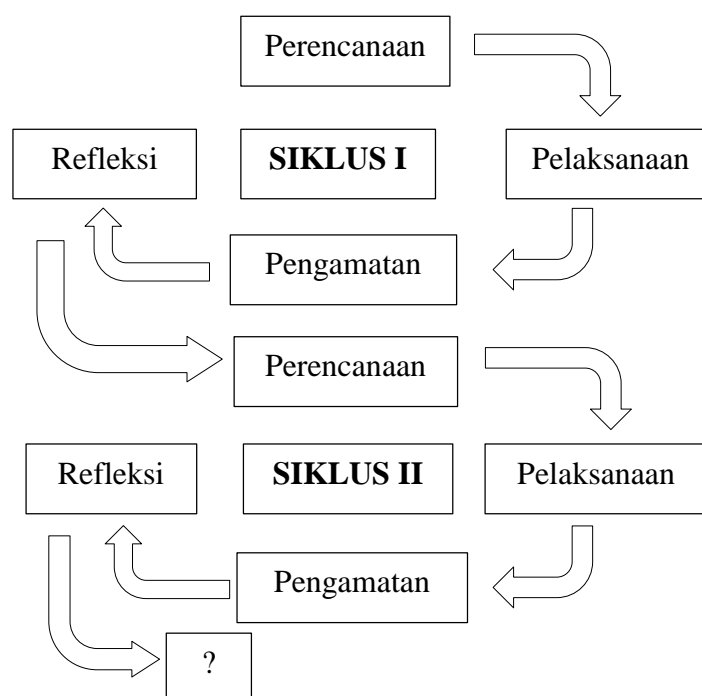 Perencanaan
Refleksi
SIKLUS I
Pelaksanaan
Pengamatan
Perencanaan
Refleksi
SIKLUS II
Pelaksanaan
Pengamatan
?